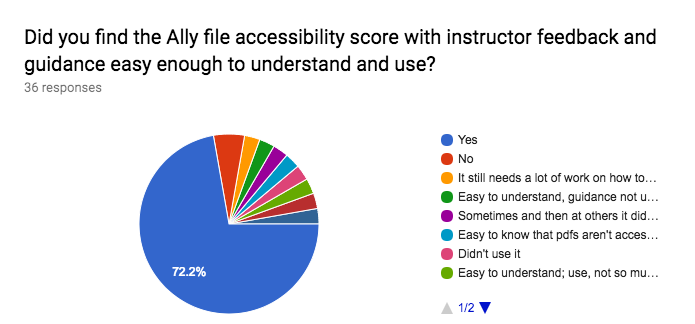 Did you find the Ally file accessibility score with instructor feedback and
guidance easy enough to understand and use?
36 responses
72.2%
Yes
No
It still needs a lot of work on how to…
Easy to understand, guidance not u…
Sometimes and then at others it did…
Easy to know that pdfs aren't acces…
Didn't use it
Easy to understand; use, not so mu…
1/2